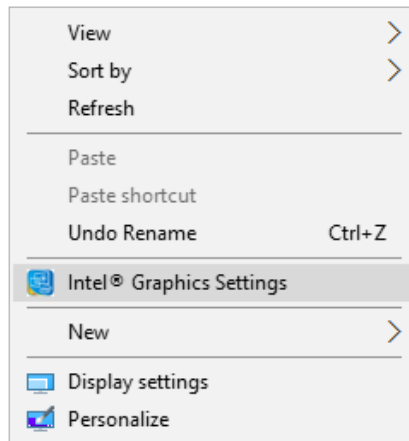 View
Sort by
Refresh
Paste
Paste shortcut
Undo Rename Ctrl+Z
Intel® Graphics Settings
New
Display settings
Personalize